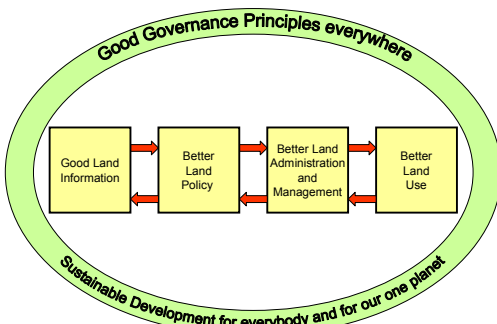 Good Governance Principles everywhere
Good Land
Information
Better
Land
Policy
Better Land
Administration
and
Management
Better
Land
Use
Sustainable Development for everybody and for our one planet